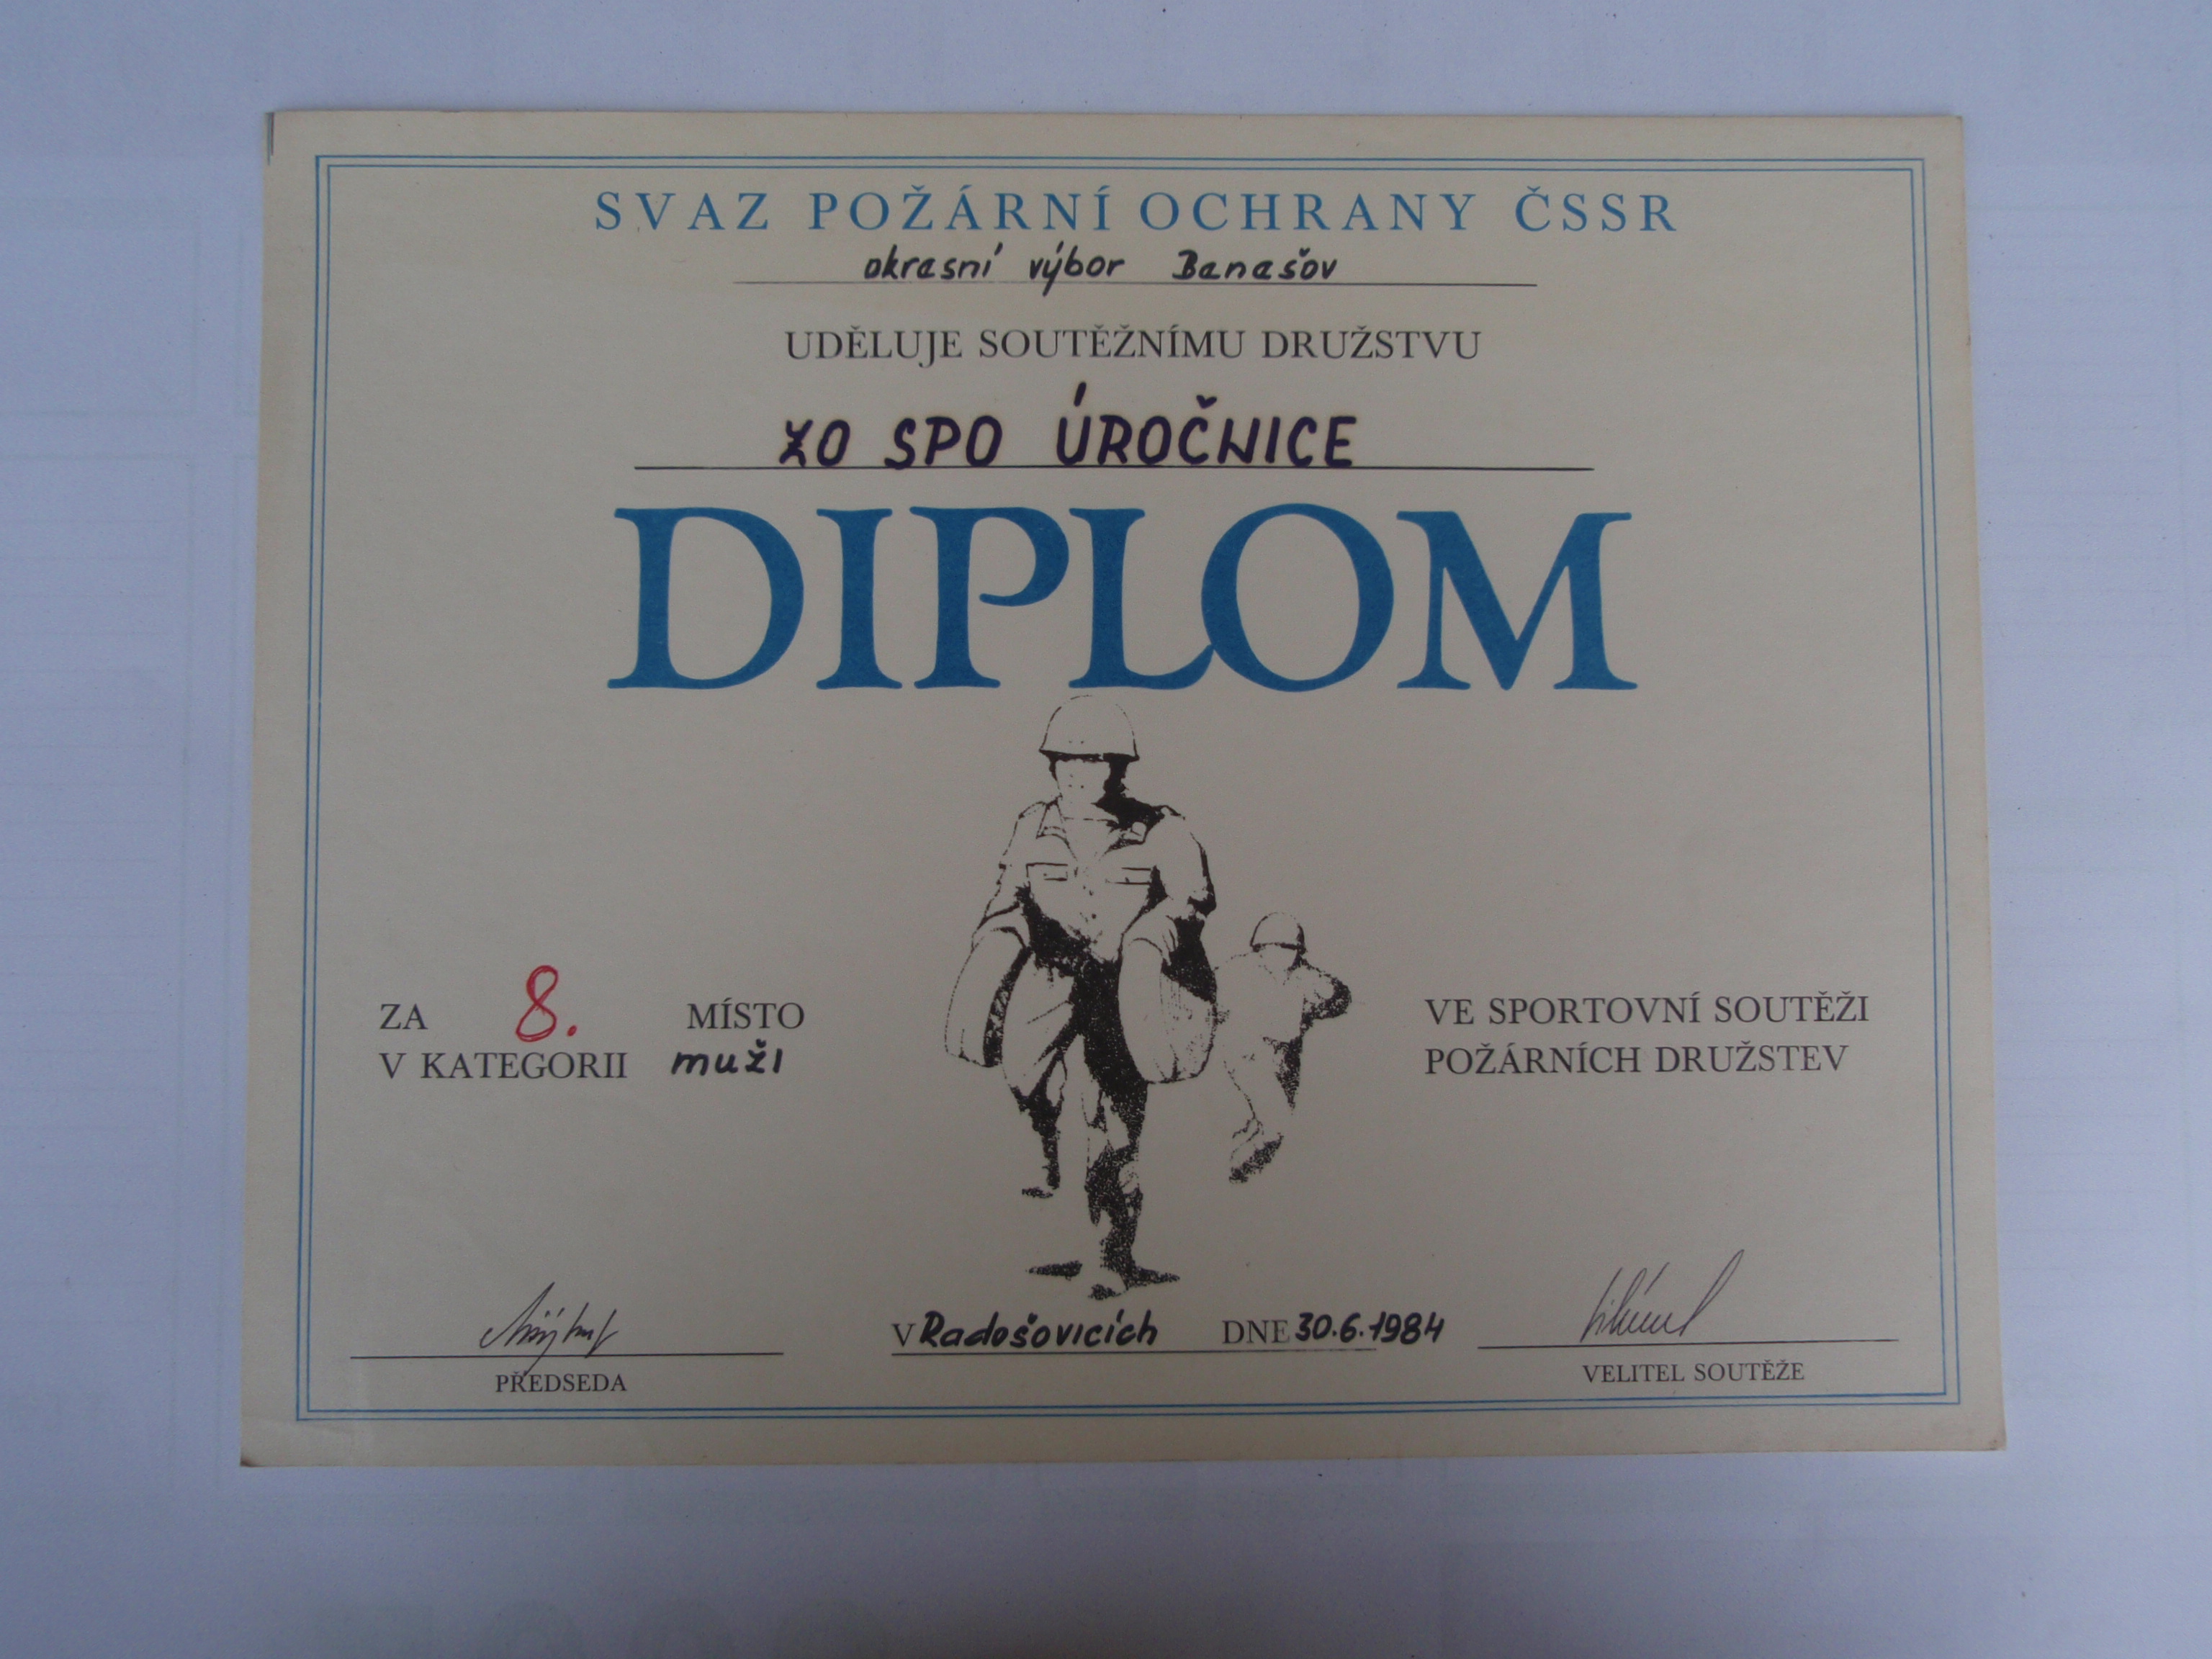 SVAZ POŽÁRNÍ OCHRANY ČSSR
okrasní výbor Banašov
UDĚLUJE SOUTĚŽNÍMU DRUŽSTVU
ZO SPO ÚROČNICE
DIPLOM
ZA 8. MÍSTO
V KATEGORII muži
VE SPORTOVNÍ SOUTĚŽI
POŽÁRNÍCH DRUŽSTEV
V Radošovicích DNE 30.6.1984
PŘEDSEDA
VELITEL SOUTĚŽE